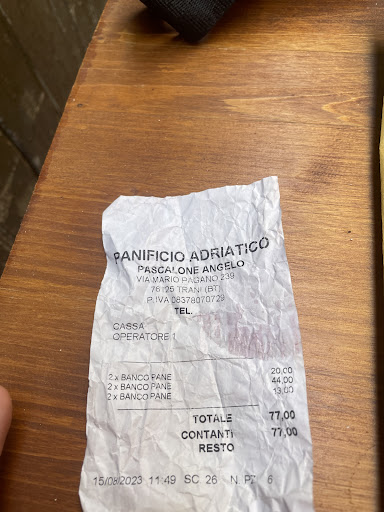 PANIFICIO ADRIATICO
PASCALONE ANGELO
VIA MARIO PAGANO 239
76125 TRANI (BT)
P.IVA 08378070729
TEL.
CASSA
OPERATORE 1
2 x BANCO PANE 20,00
2 x BANCO PANE 44,00
2 x BANCO PANE 13,00
TOTALE 77,00
CONTANTI 77,00
RESTO
15/08/2023 11:49 SC 26 N. P 6